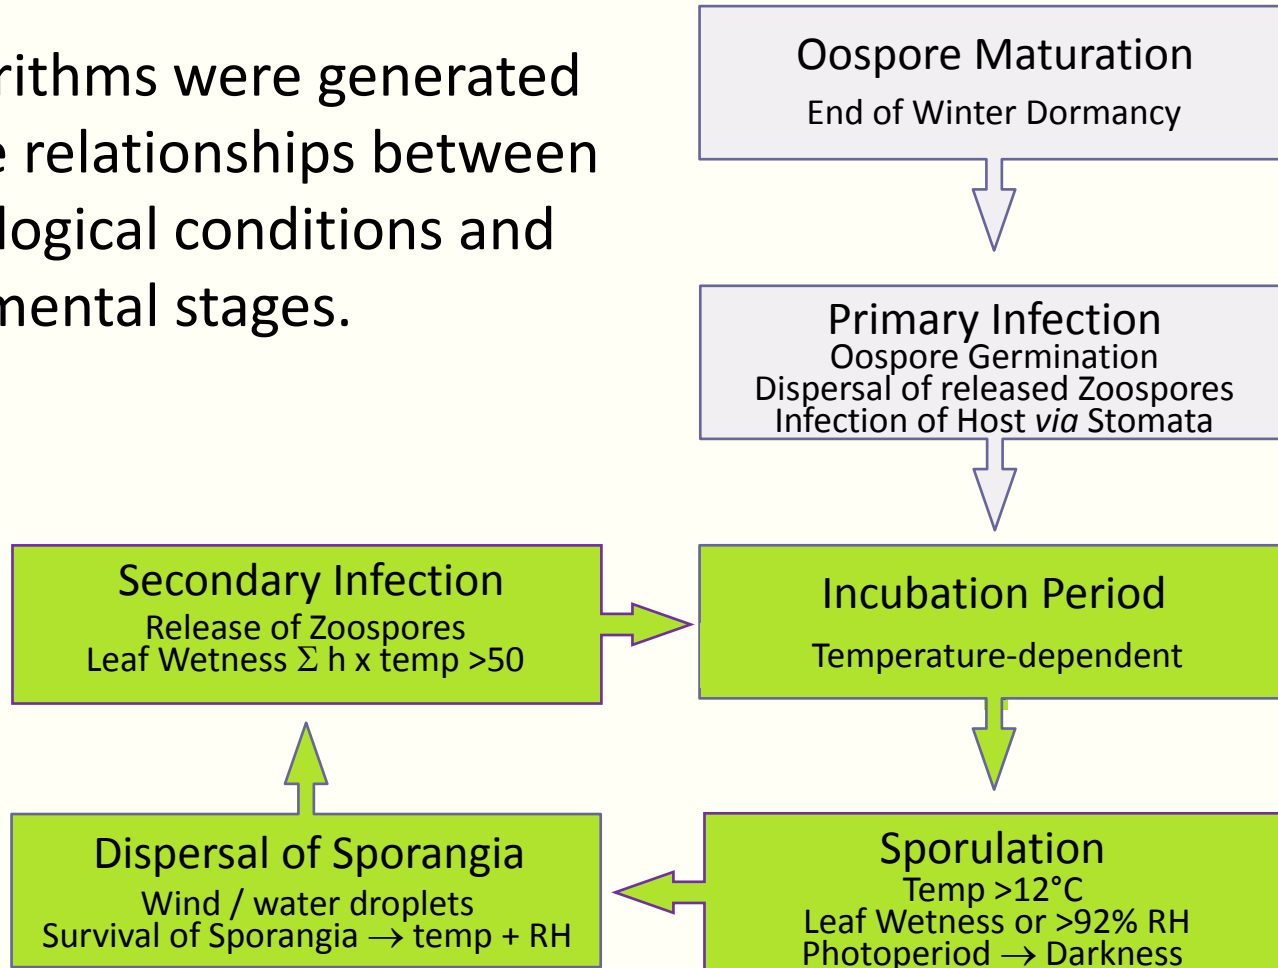 rithms were generated
relationships between
logical conditions and
mental stages.
Oospore Maturation
End of Winter Dormancy
Primary Infection
Oospore Germination
Dispersal of released Zoospores
Infection of Host via Stomata
Secondary Infection
Release of Zoospores
Leaf Wetness Σ h x temp >50
Incubation Period
Temperature-dependent
Dispersal of Sporangia
Wind / water droplets
Survival of Sporangia → temp + RH
Sporulation
Temp >12°C
Leaf Wetness or >92% RH
Photoperiod → Darkness